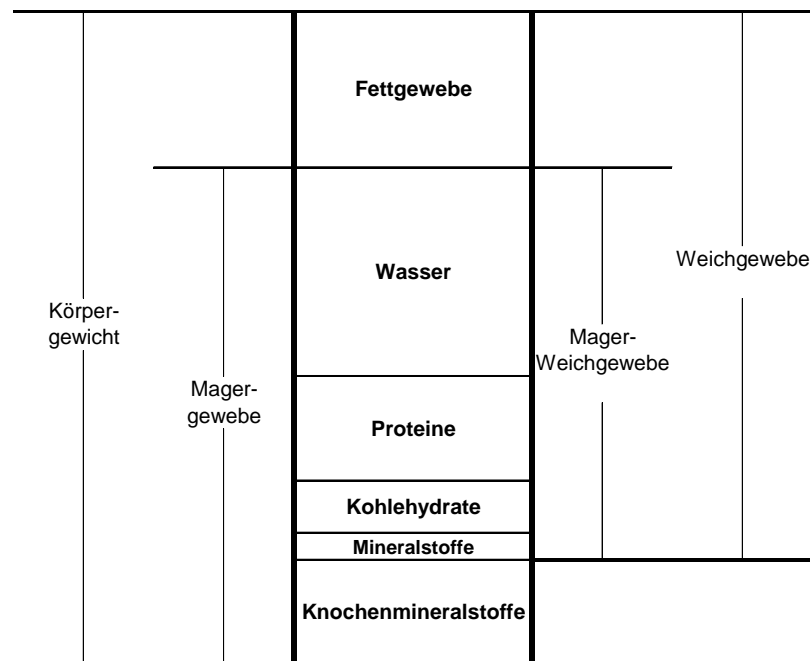 Fettgewebe
Wasser
Weichgewebe
Körper-
gewicht
Mager-
Weichgewebe
Mager-
gewebe
Proteine
Kohlehydrate
Mineralstoffe
Knochenmineralstoffe